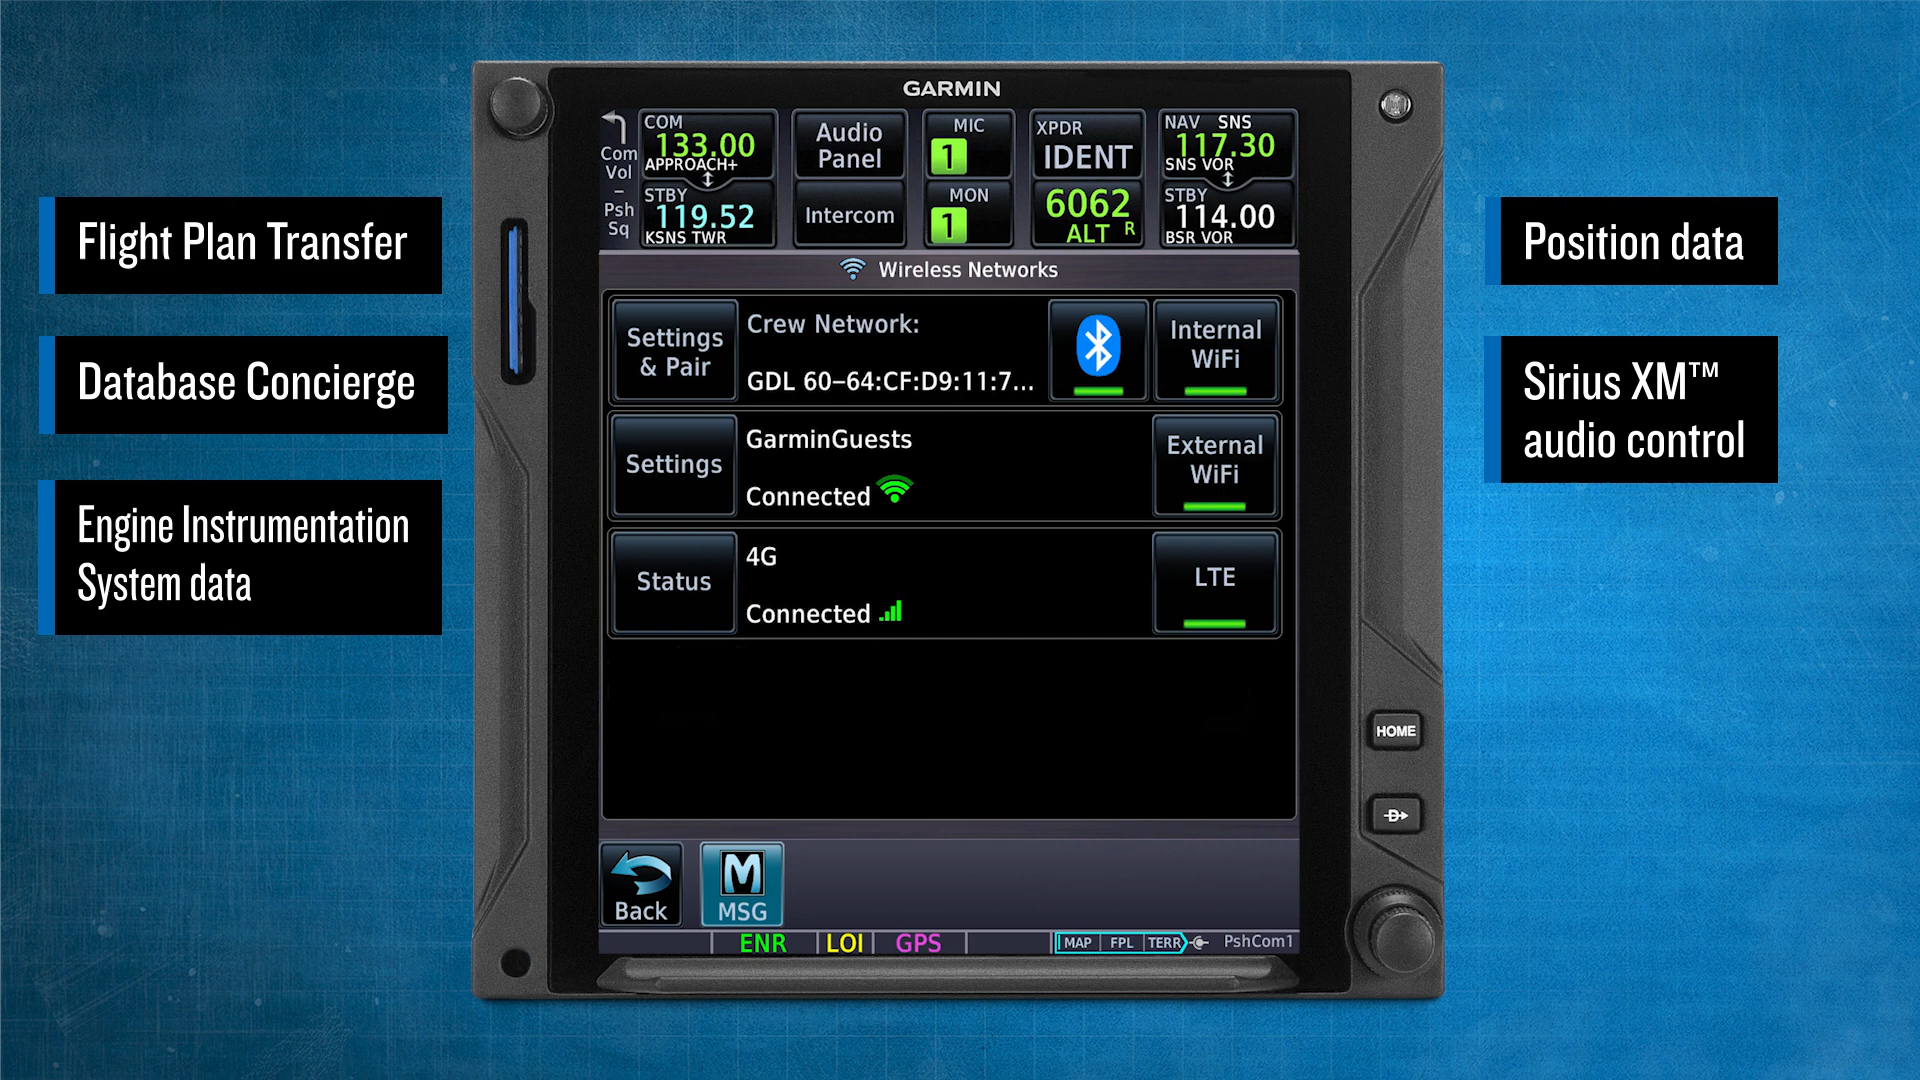 GARMIN
Com
Vol
–
Psh
Sq
COM
133.00
APPROACH+
STBY
119.52
KSNS TWR
Audio
Panel
Intercom
MIC
1
MON
1
XPDR
IDENT
6062
ALT R
NAV SNS
117.30
SNS VOR
STBY
114.00
BSR VOR
Wireless Networks
Settings
& Pair
Crew Network:
GDL 60-64:CF:D9:11:7...
Internal
WiFi
Settings
GarminGuests
Connected
External
WiFi
Status
4G
Connected
LTE
HOME
D
Back
M
MSG
ENR LOI GPS
MAP FPL TERR PshCom1
Flight Plan Transfer
Database Concierge
Engine Instrumentation
System data
Position data
Sirius XM™
audio control